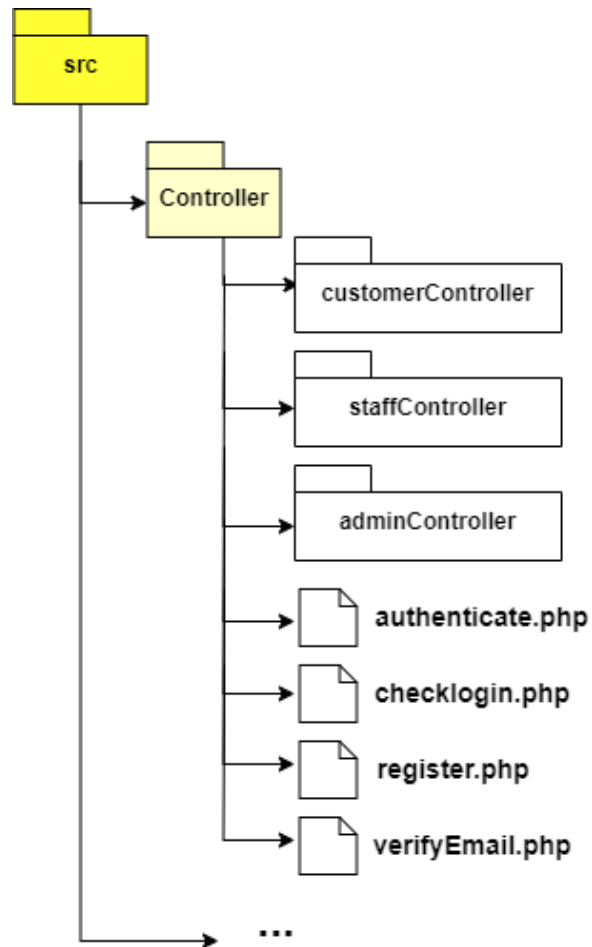 src
Controller
customerController
staffController
adminController
authenticate.php
checklogin.php
register.php
verifyEmail.php
...